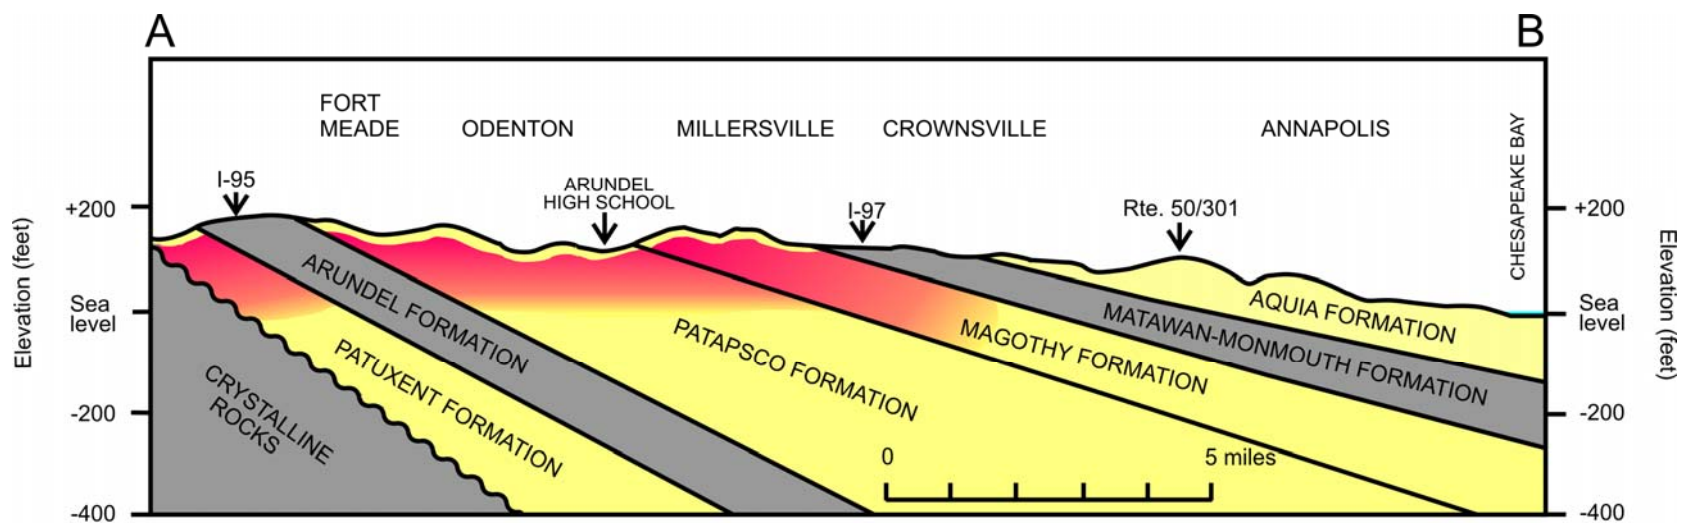 A
B
FORT
MEADE
ODENTON
MILLERSVILLE
CROWNSVILLE
ANNAPOLIS
CHESAPEAKE BAY
I-95
ARUNDEL
HIGH SCHOOL
I-97
Rte. 50/301
Elevation (feet)
+200
Sea
level
-200
-400
+200
Sea
level
-200
-400
Elevation (feet)
CRYSTALLINE
ROCKS
PATUXENT FORMATION
ARUNDEL FORMATION
PATAPSCO FORMATION
MAGOTHY FORMATION
MATAWAN-MONMOUTH FORMATION
AQUIA FORMATION
0
5 miles